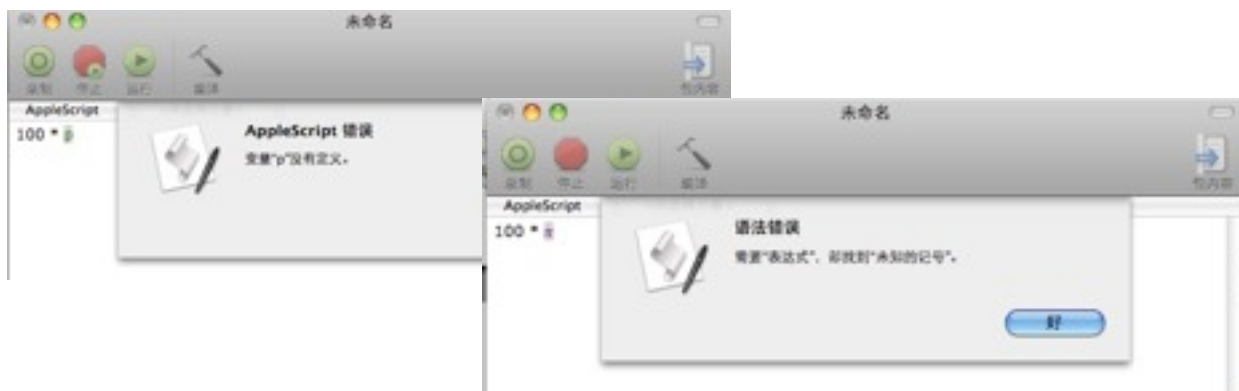 未命名
录制 停止 运行 编译 包内容
AppleScript
100 * p
AppleScript 错误
变量“p”没有定义。
未命名
录制 停止 运行 编译 包内容
AppleScript
100 *
语法错误
需要“表达式”，却找到“未知的记号”。
好